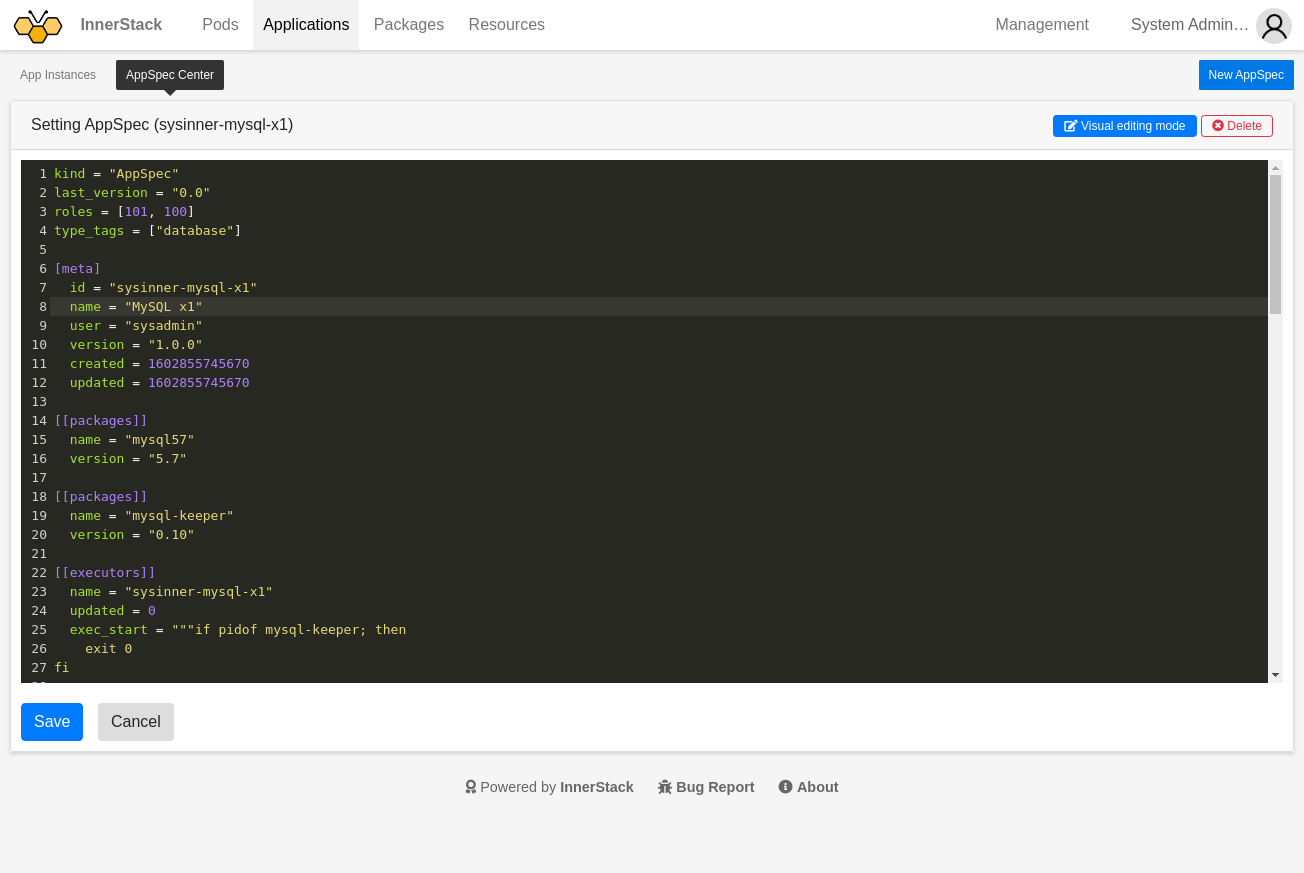 InnerStack Pods Applications Packages Resources Management System Admin…
App Instances AppSpec Center New AppSpec
Setting AppSpec (sysinner-mysql-x1) Visual editing mode Delete
1 kind = "AppSpec"
2 last_version = "0.0"
3 roles = [101, 100]
4 type_tags = ["database"]
5
6 [meta]
7 id = "sysinner-mysql-x1"
8 name = "MySQL x1"
9 user = "sysadmin"
10 version = "1.0.0"
11 created = 1602855745670
12 updated = 1602855745670
13
14 [[packages]]
15 name = "mysql57"
16 version = "5.7"
17
18 [[packages]]
19 name = "mysql-keeper"
20 version = "0.10"
21
22 [[executors]]
23 name = "sysinner-mysql-x1"
24 updated = 0
25 exec_start = """if pidof mysql-keeper; then
26 exit 0
27 fi
Save Cancel
Powered by InnerStack Bug Report About